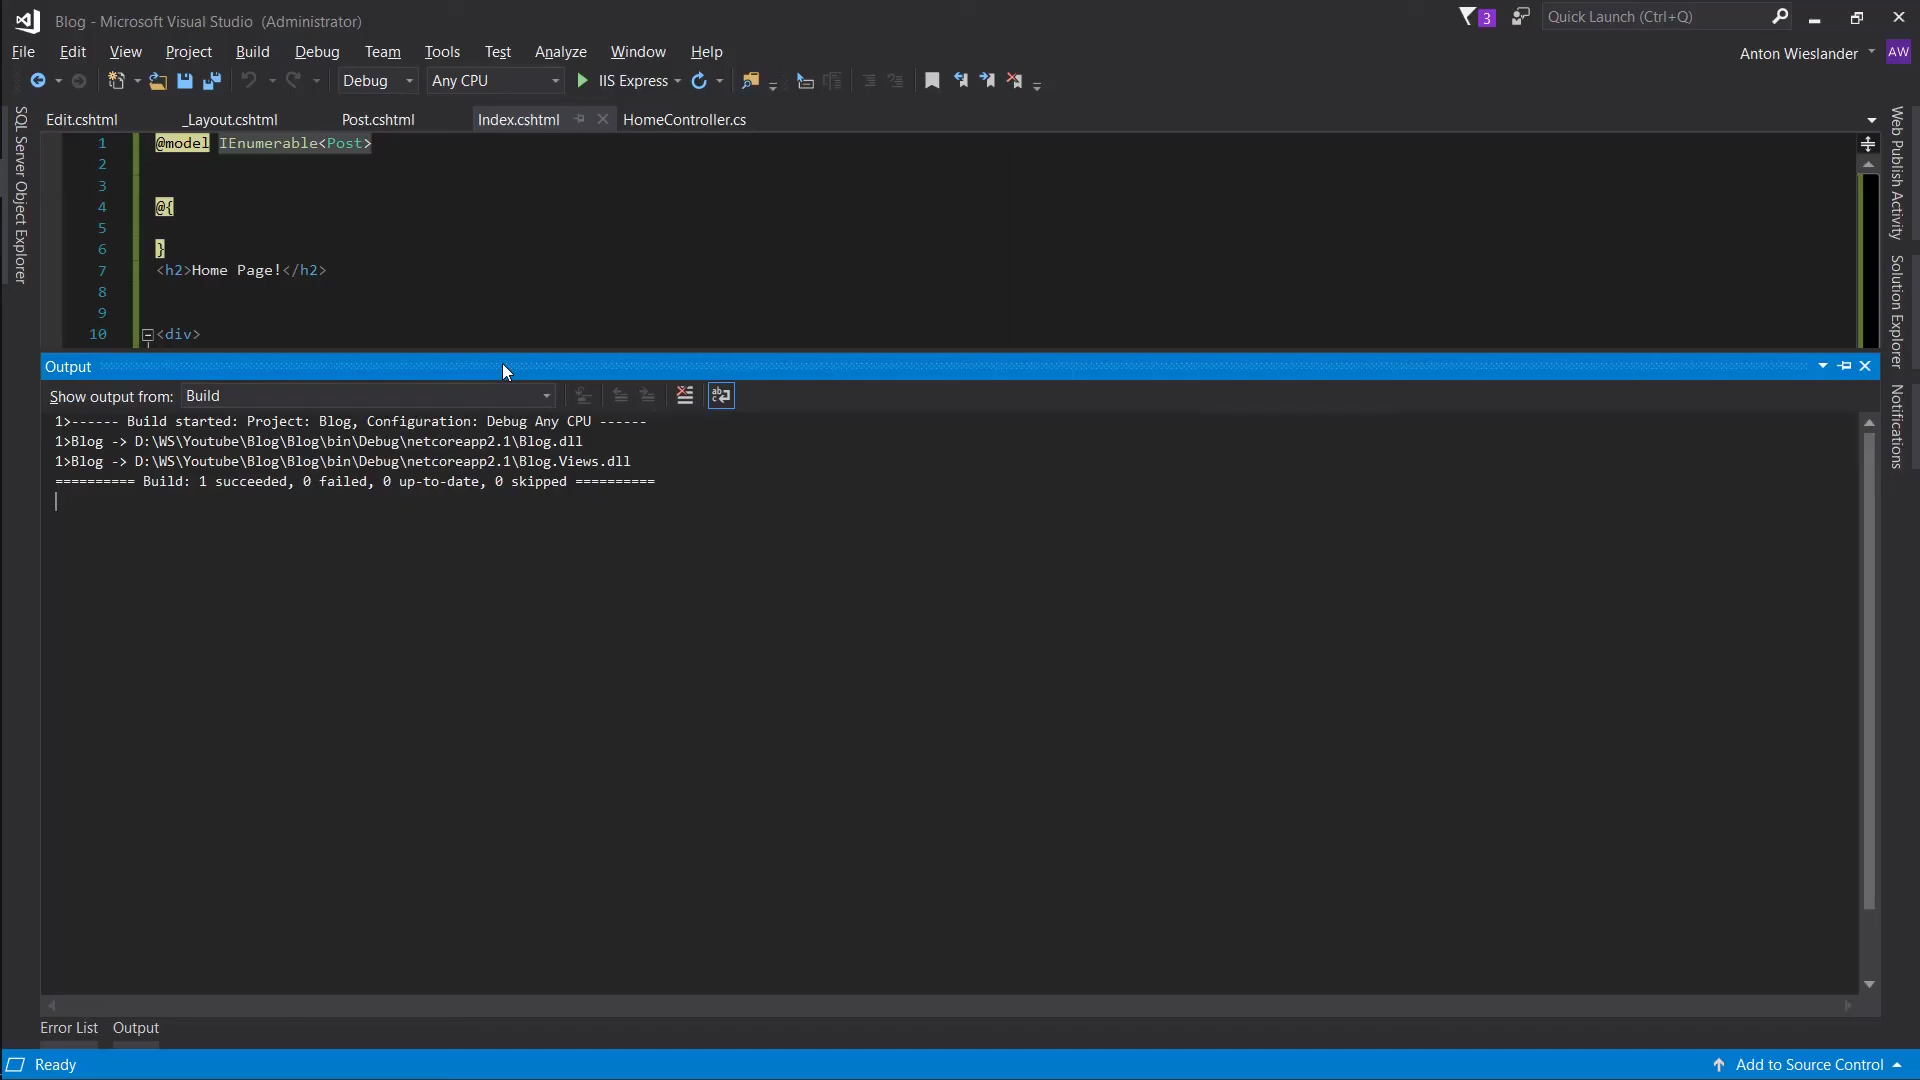 Blog - Microsoft Visual Studio (Administrator)
3
Quick Launch (Ctrl+Q)
File Edit View Project Build Debug Team Tools Test Analyze Window Help
Anton Wieslander AW
Debug Any CPU IIS Express
Edit.cshtml _Layout.cshtml Post.cshtml Index.cshtml HomeController.cs
SQL Server Object Explorer
1 @model IEnumerable<Post>
2
3
4 @{
5
6 }
7 <h2>Home Page!</h2>
8
9
10 <div>
Web Publish Activity
Solution Explorer
Notifications
Output
Show output from: Build
1>------ Build started: Project: Blog, Configuration: Debug Any CPU ------
1>Blog -> D:\WS\Youtube\Blog\Blog\bin\Debug\netcoreapp2.1\Blog.dll
1>Blog -> D:\WS\Youtube\Blog\Blog\bin\Debug\netcoreapp2.1\Blog.Views.dll
========== Build: 1 succeeded, 0 failed, 0 up-to-date, 0 skipped ==========
Error List Output
Ready
Add to Source Control